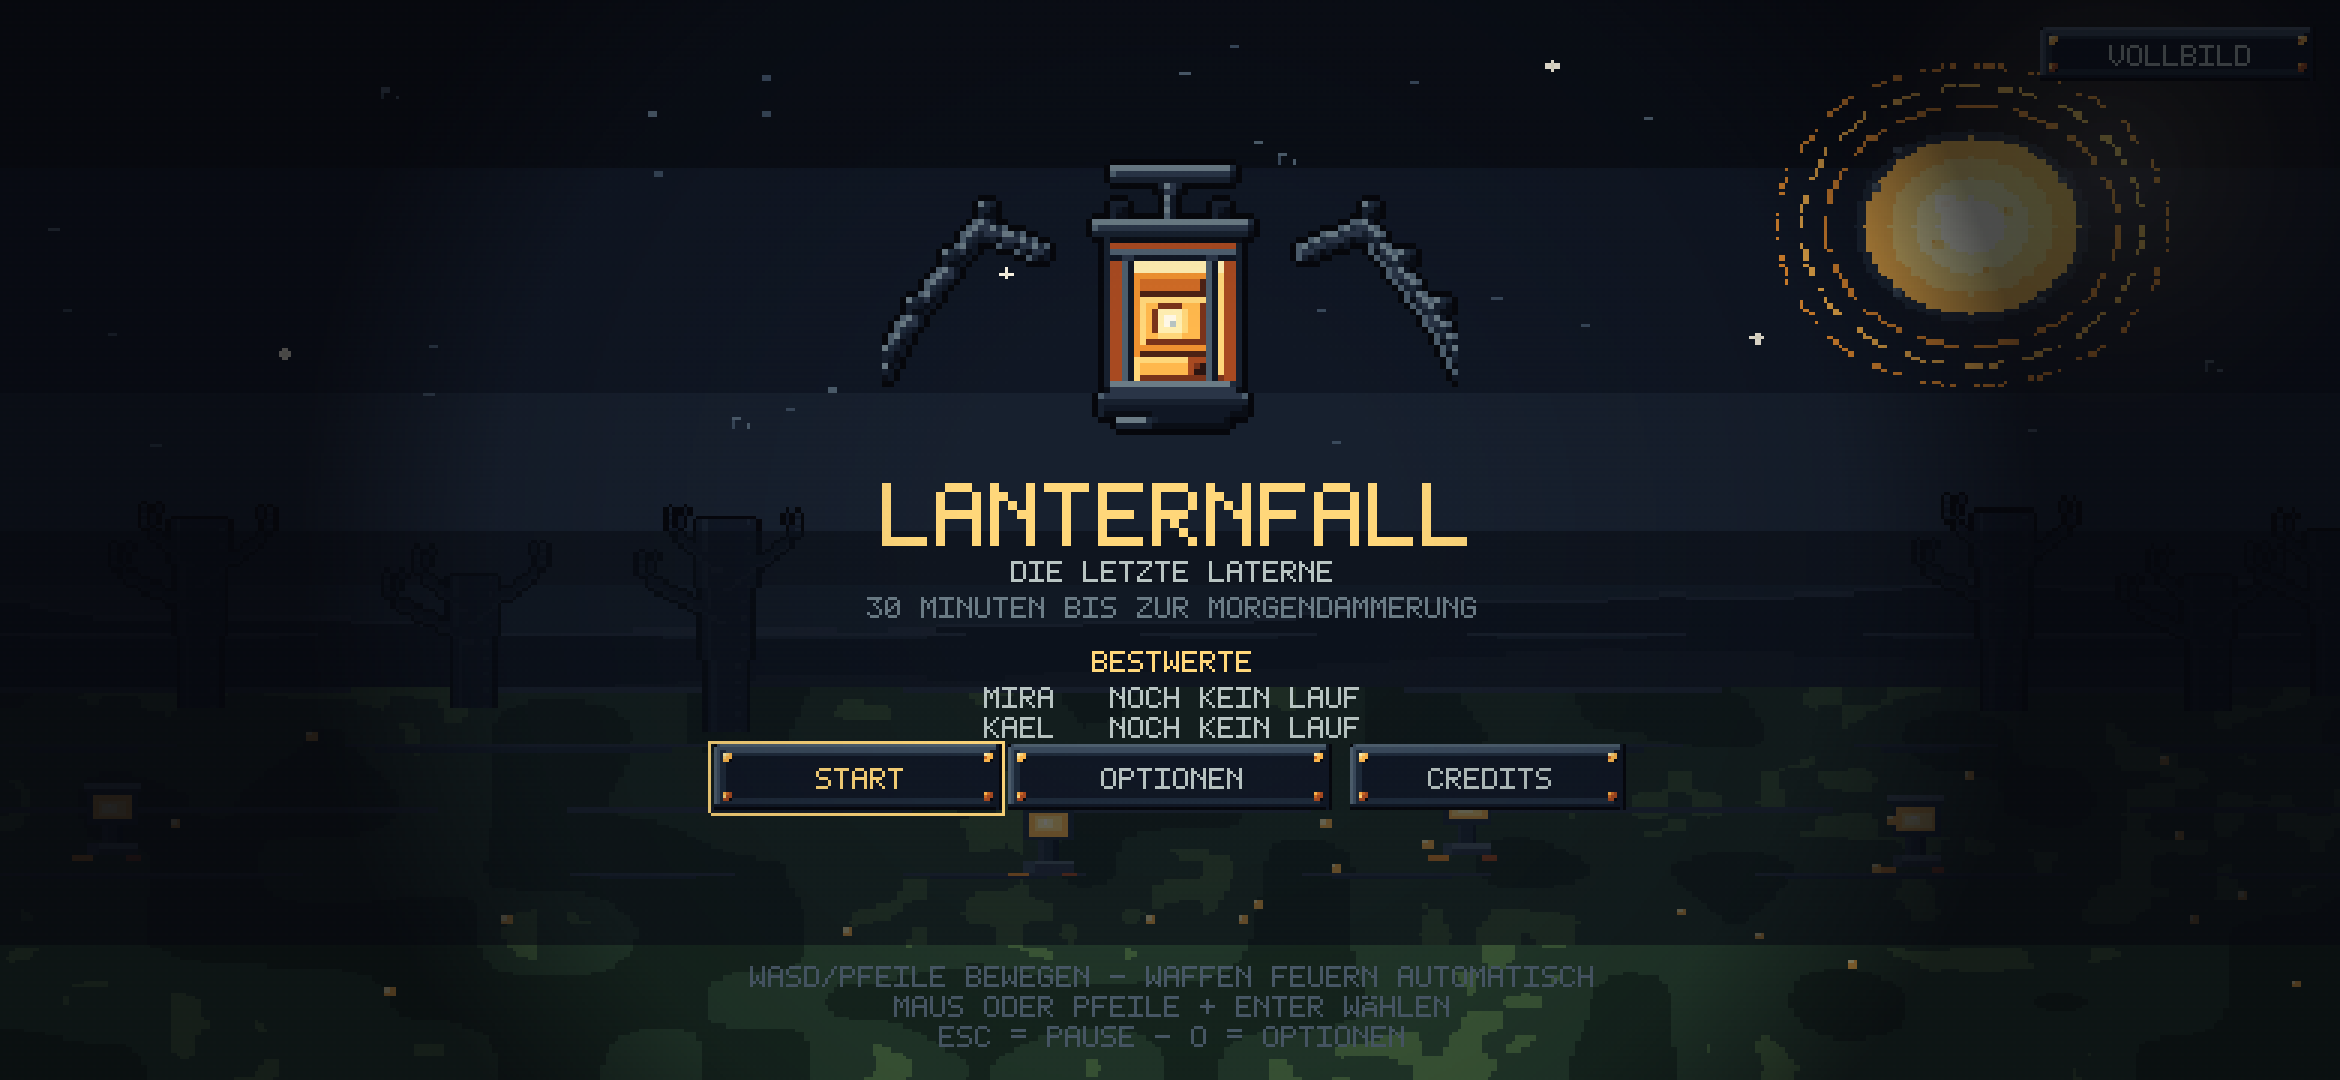 VOLLBILD
LANTERNFALL
DIE LETZTE LATERNE
30 MINUTEN BIS ZUR MORGENDAMMERUNG
BESTWERTE
MIRA NOCH KEIN LAUF
KAEL NOCH KEIN LAUF
START OPTIONEN CREDITS
WASD/PFEILE BEWEGEN - WAFFEN FEUERN AUTOMATISCH
MAUS ODER PFEILE + ENTER WäHLEN
ESC = PAUSE - O = OPTIONEN